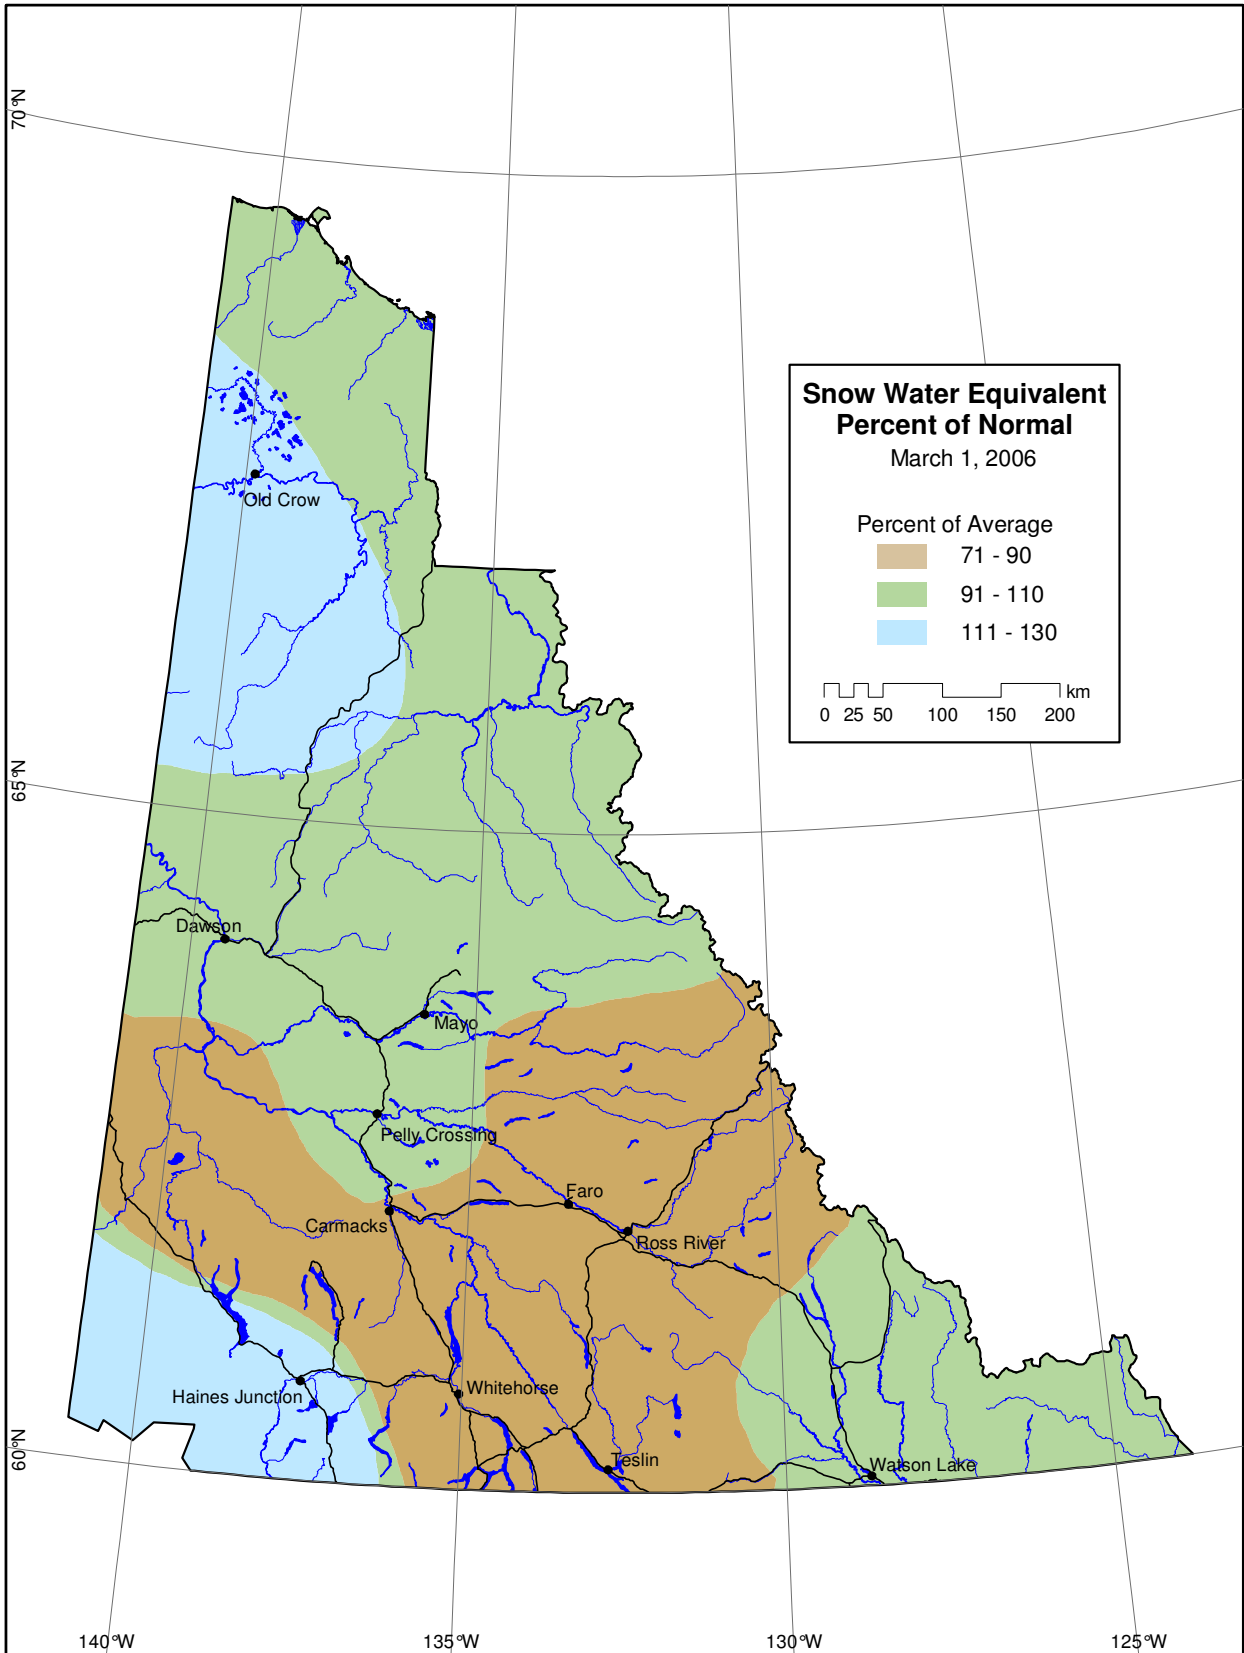 70°N
Snow Water Equivalent
Percent of Normal
March 1, 2006
Percent of Average
71 - 90
91 - 110
111 - 130
km
0 25 50 100 150 200
Old Crow
65°N
Dawson
Mayo
Pelly Crossing
Faro
Carmacks
Ross River
Haines Junction
Whitehorse
60°N
Teslin
Watson Lake
140°W 135°W 130°W 125°W